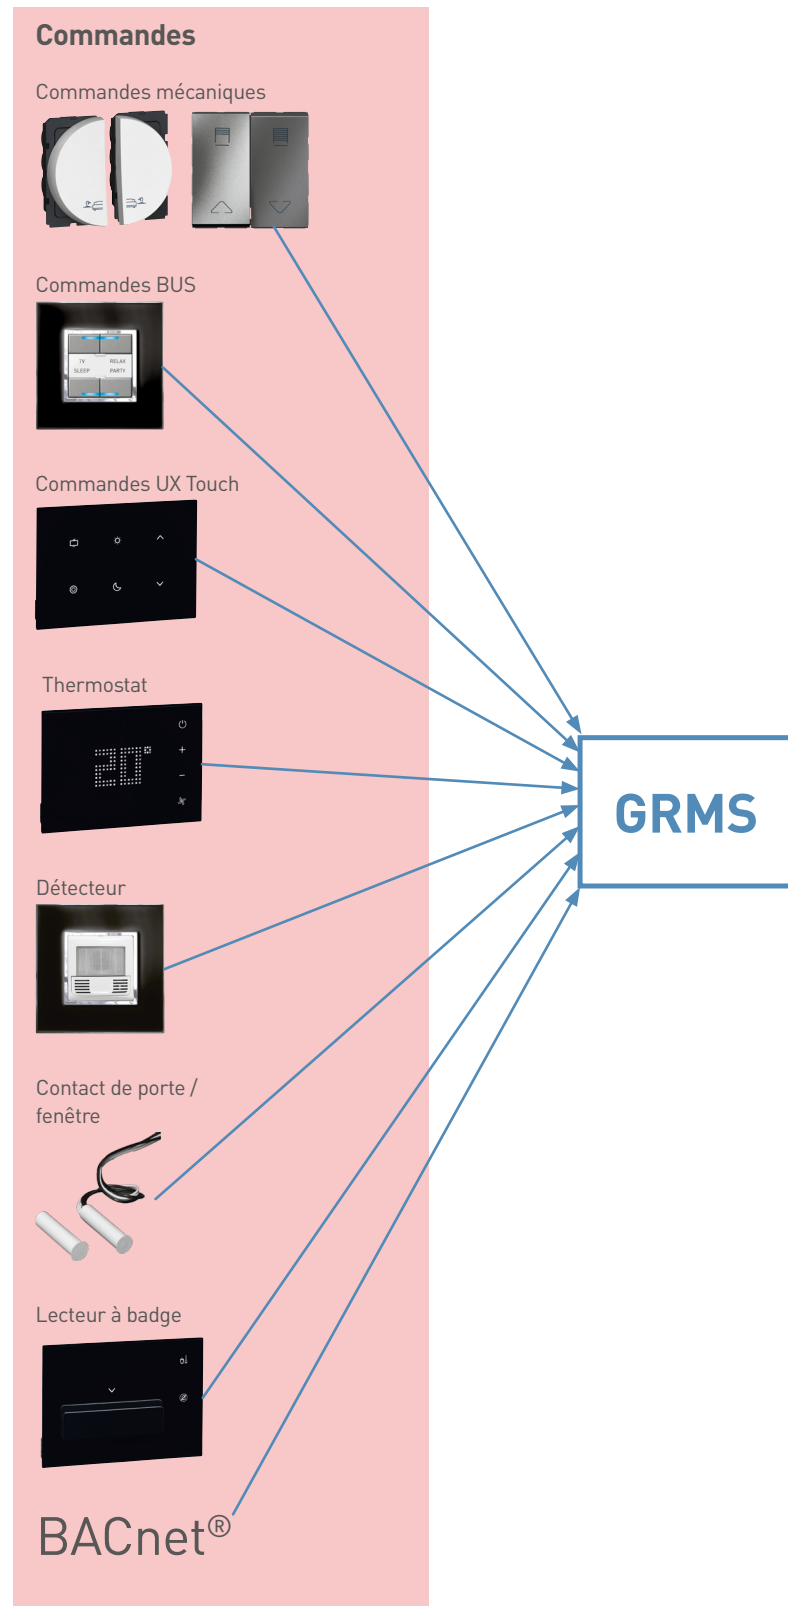 Commandes
Commandes mécaniques
Commandes BUS
TV RELAX
SLEEP PARTY
Commandes UX Touch
Thermostat
20°
+
-
GRMS
Détecteur
Contact de porte /
fenêtre
Lecteur à badge
BACnet®